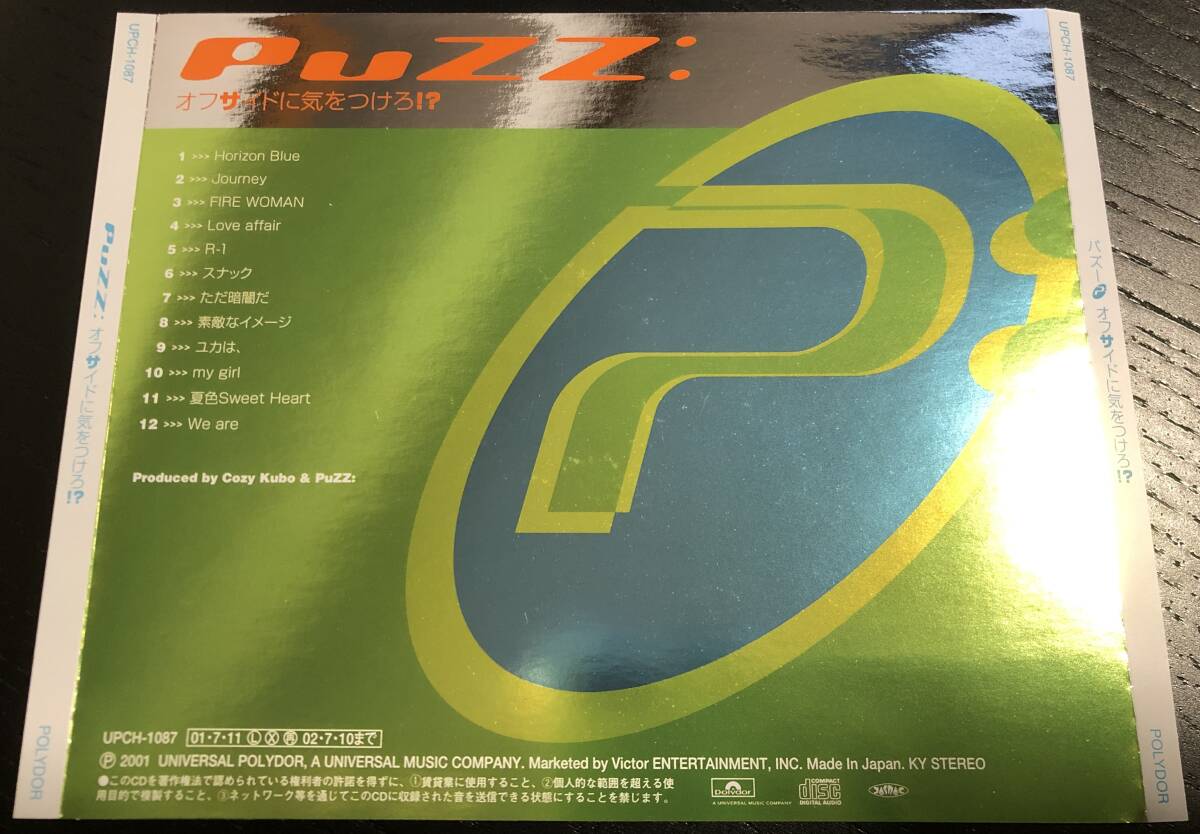 PuZZ:
オフサイドに気をつけろ!?
1 >>> Horizon Blue
2 >>> Journey
3 >>> FIRE WOMAN
4 >>> Love affair
5 >>> R-1
6 >>> スナック
7 >>> ただ暗闇だ
8 >>> 素敵なイメージ
9 >>> ユカは、
10 >>> my girl
11 >>> 夏色Sweet Heart
12 >>> We are
Produced by Cozy Kubo & PuZZ:
UPCH-1087 01・7・11 Ⓛ Ⓧ ㊞ 02・7・10まで
Ⓟ 2001 UNIVERSAL POLYDOR, A UNIVERSAL MUSIC COMPANY. Marketed by Victor ENTERTAINMENT, INC. Made In Japan. KY STEREO
●このCDを著作権法で認められている権利者の許諾を得ずに、①賃貸業に使用すること、②個人的な範囲を超える使
用目的で複製すること、③ネットワーク等を通じてこのCDに収録された音を送信できる状態にすることを禁じます。
Polydor
A UNIVERSAL MUSIC COMPANY
COMPACT
disc
DIGITAL AUDIO
JASRAC
UPCH-1087
PuZZ: オフサイドに気をつけろ!?
POLYDOR
UPCH-1087
パズー オフサイドに気をつけろ!?
POLYDOR